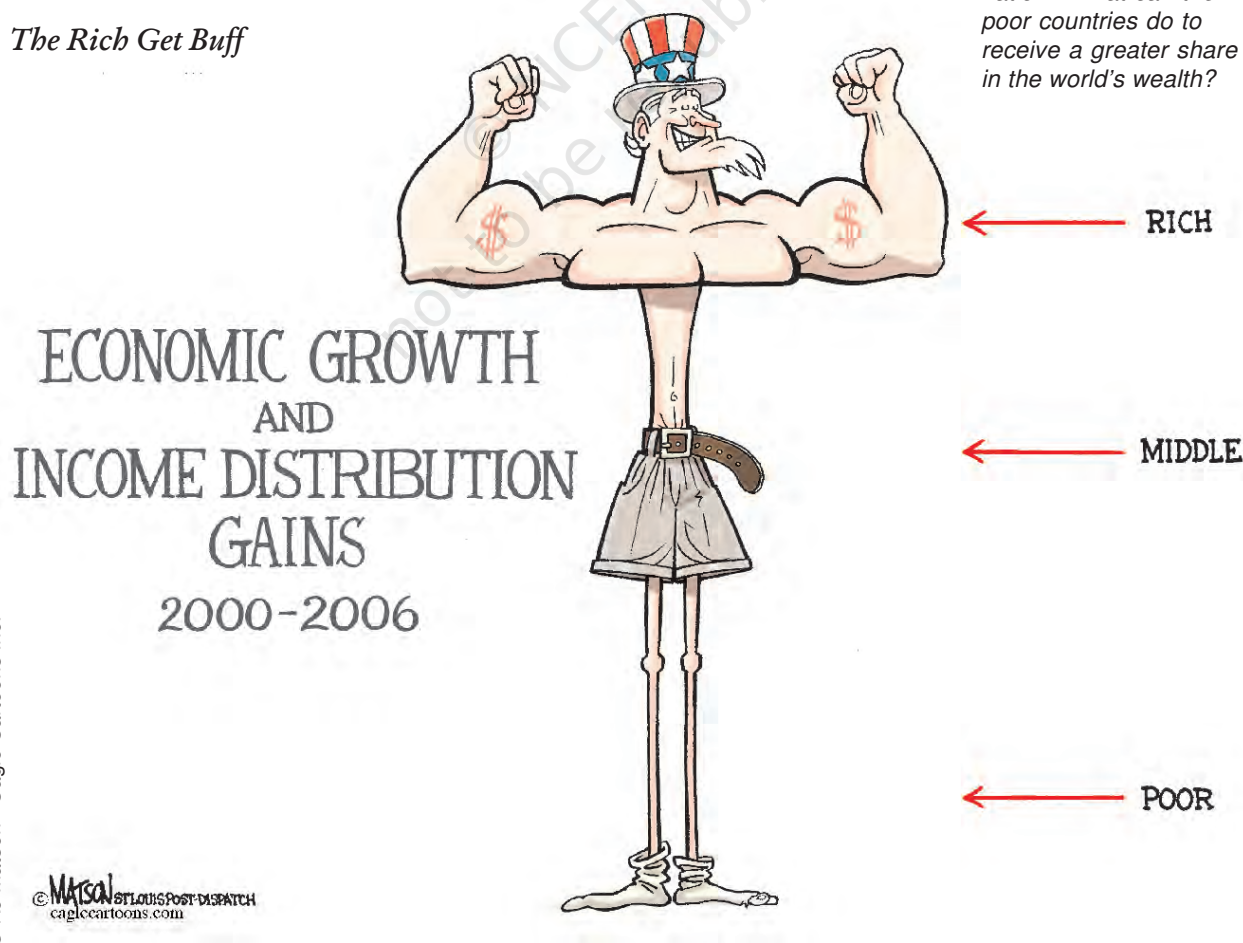 The Rich Get Buff
poor countries do to
receive a greater share
in the world's wealth?
$ $
RICH
ECONOMIC GROWTH
AND
INCOME DISTRIBUTION
GAINS
2000-2006
MIDDLE
POOR
© MATSON ST. LOUIS POST-DISPATCH
caglecartoons.com